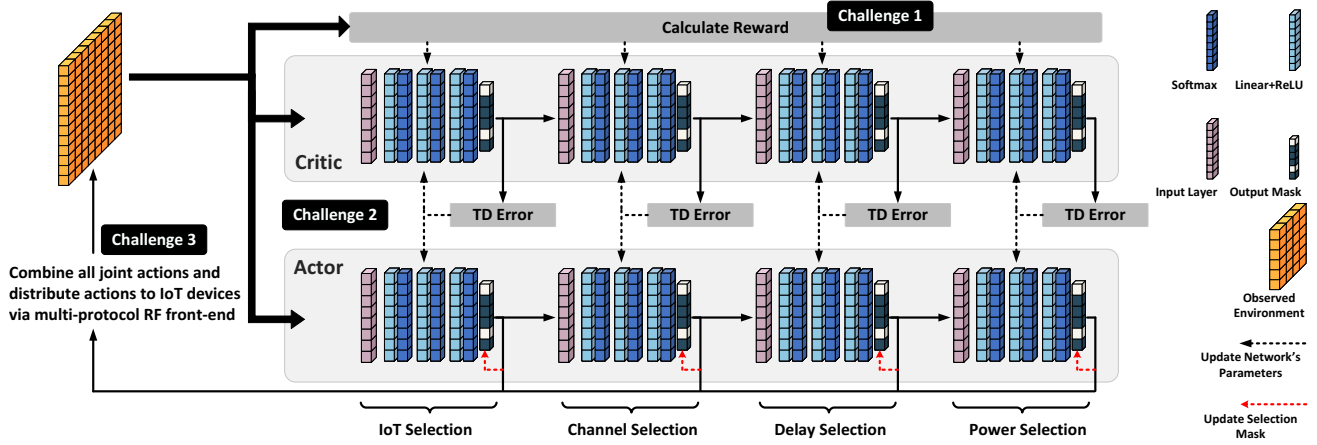 Calculate Reward
Challenge 1
Critic
Challenge 2
TD Error
TD Error
TD Error
TD Error
Challenge 3
Combine all joint actions and
distribute actions to IoT devices
via multi-protocol RF front-end
Actor
IoT Selection
Channel Selection
Delay Selection
Power Selection
Softmax
Linear+ReLU
Input Layer
Output Mask
Observed
Environment
Update Network's
Parameters
Update Selection
Mask